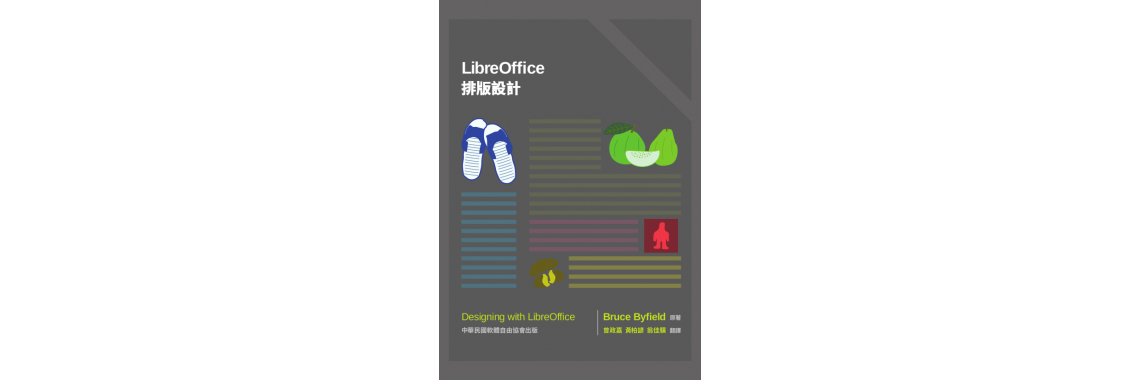 LibreOffice
排版設計
Designing with LibreOffice
中華民國軟體自由協會出版
Bruce Byfield 原著
曾政嘉 黃柏諺 翁佳驥 翻譯